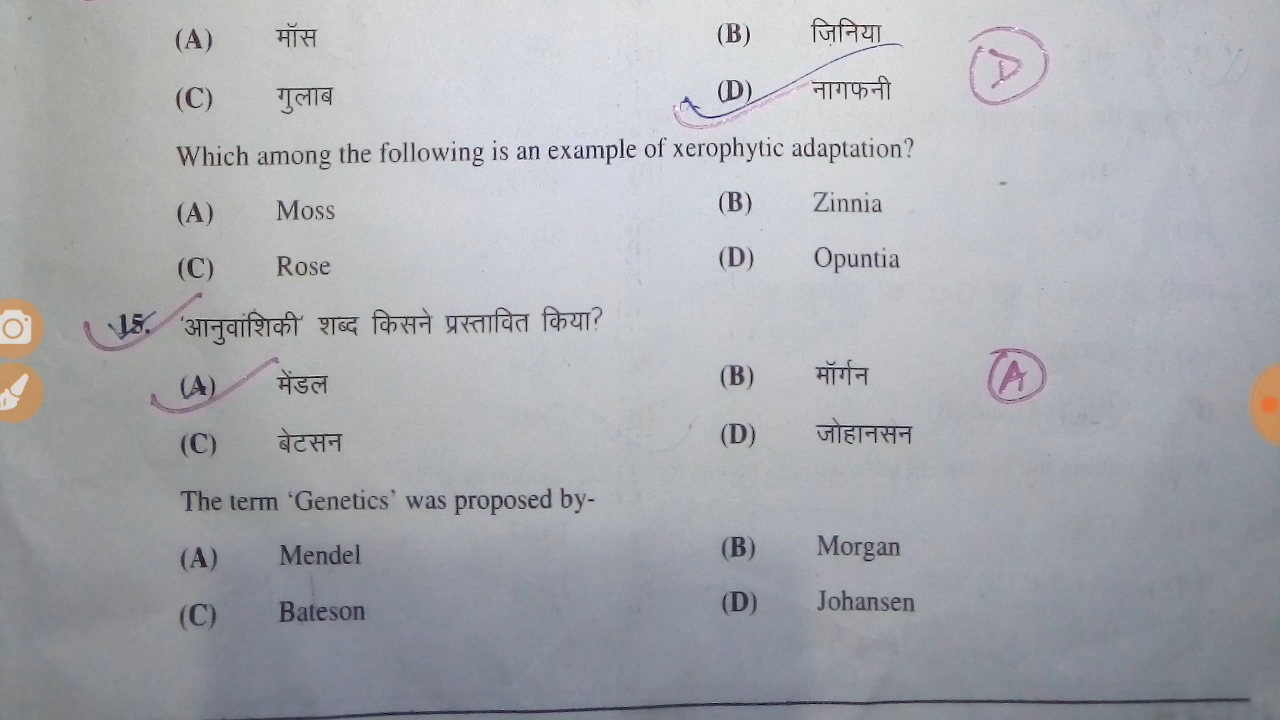 (A) मॉस (B) ज़िनिया
(C) गुलाब (D) नागफनी D
Which among the following is an example of xerophytic adaptation?
(A) Moss (B) Zinnia
(C) Rose (D) Opuntia
15. 'आनुवांशिकी' शब्द किसने प्रस्तावित किया?
(A) मेंडल (B) मॉर्गन A
(C) बेटसन (D) जोहानसन
The term ‘Genetics’ was proposed by-
(A) Mendel (B) Morgan
(C) Bateson (D) Johansen